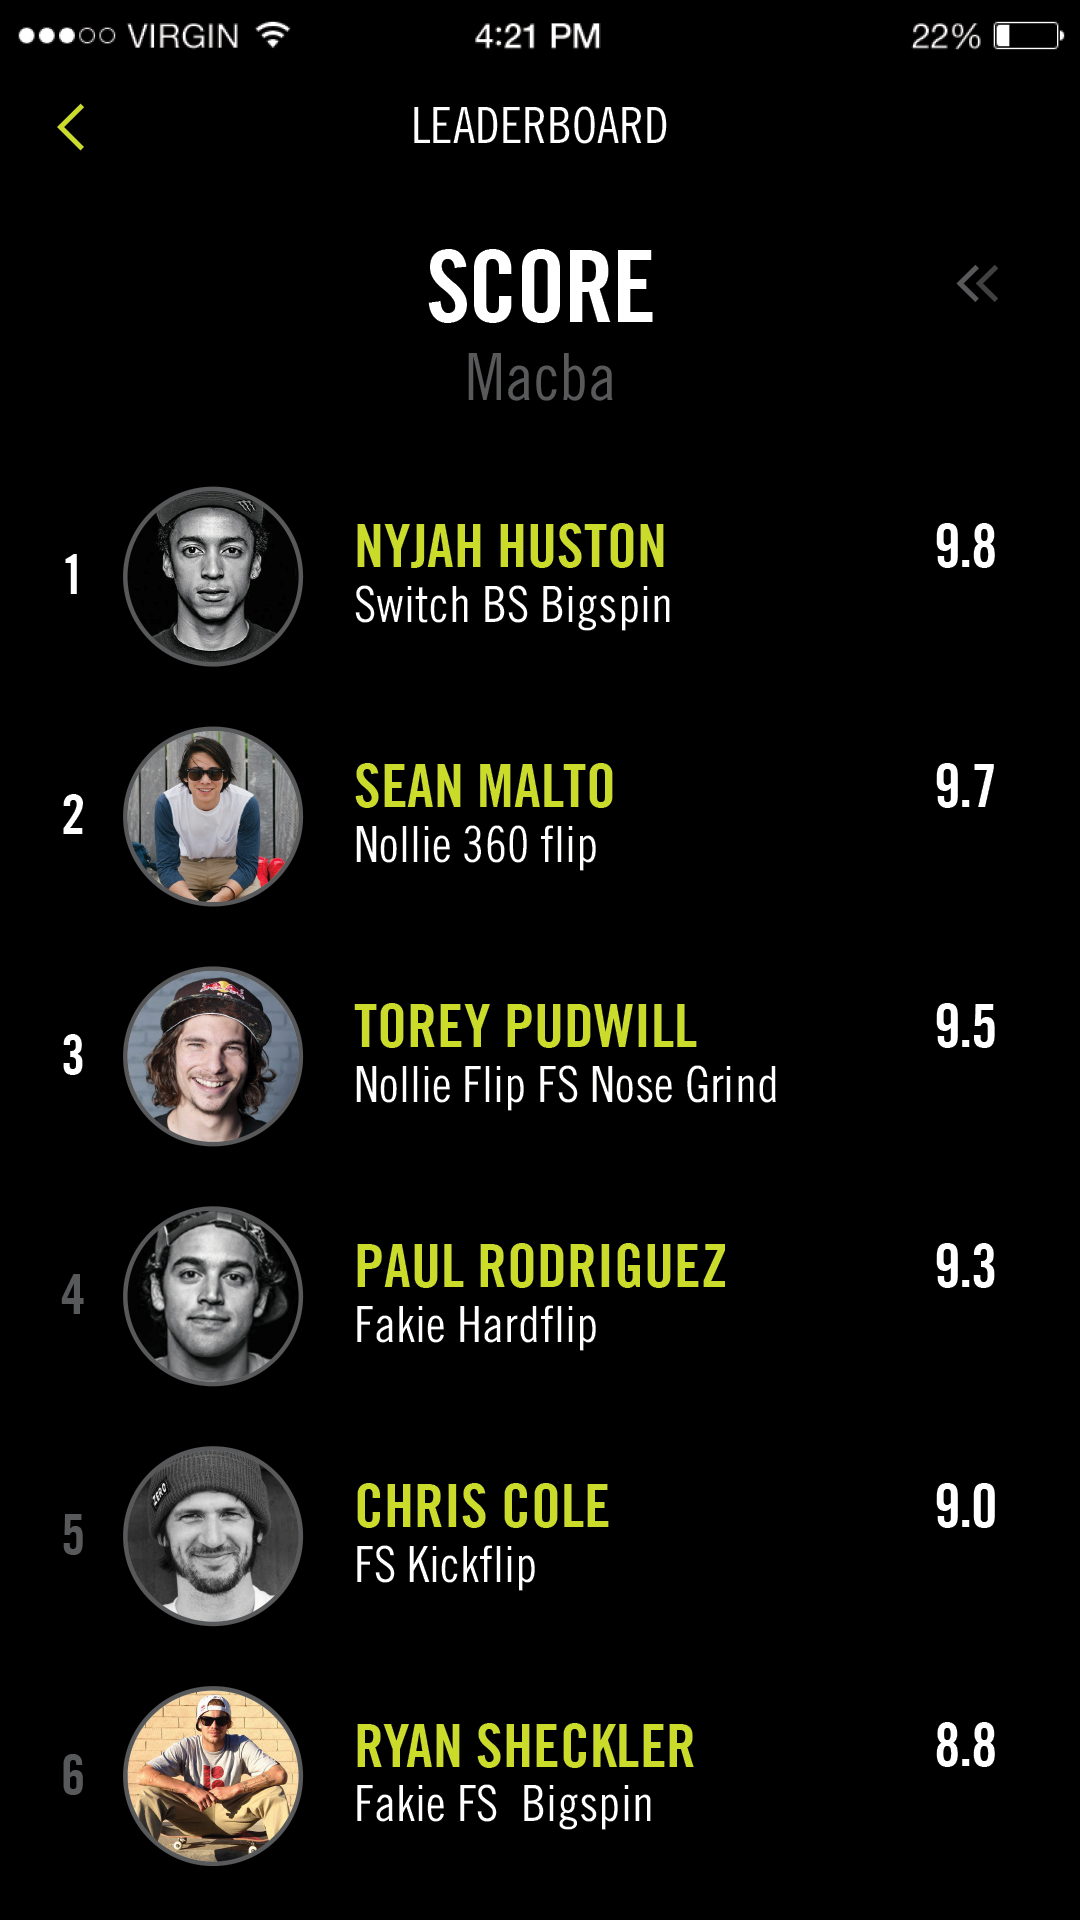 VIRGIN 4:21 PM 22%
LEADERBOARD
SCORE
Macba
1 NYJAH HUSTON 9.8
Switch BS Bigspin
2 SEAN MALTO 9.7
Nollie 360 flip
3 TOREY PUDWILL 9.5
Nollie Flip FS Nose Grind
4 PAUL RODRIGUEZ 9.3
Fakie Hardflip
ZERO
5 CHRIS COLE 9.0
FS Kickflip
6 RYAN SHECKLER 8.8
Fakie FS  Bigspin